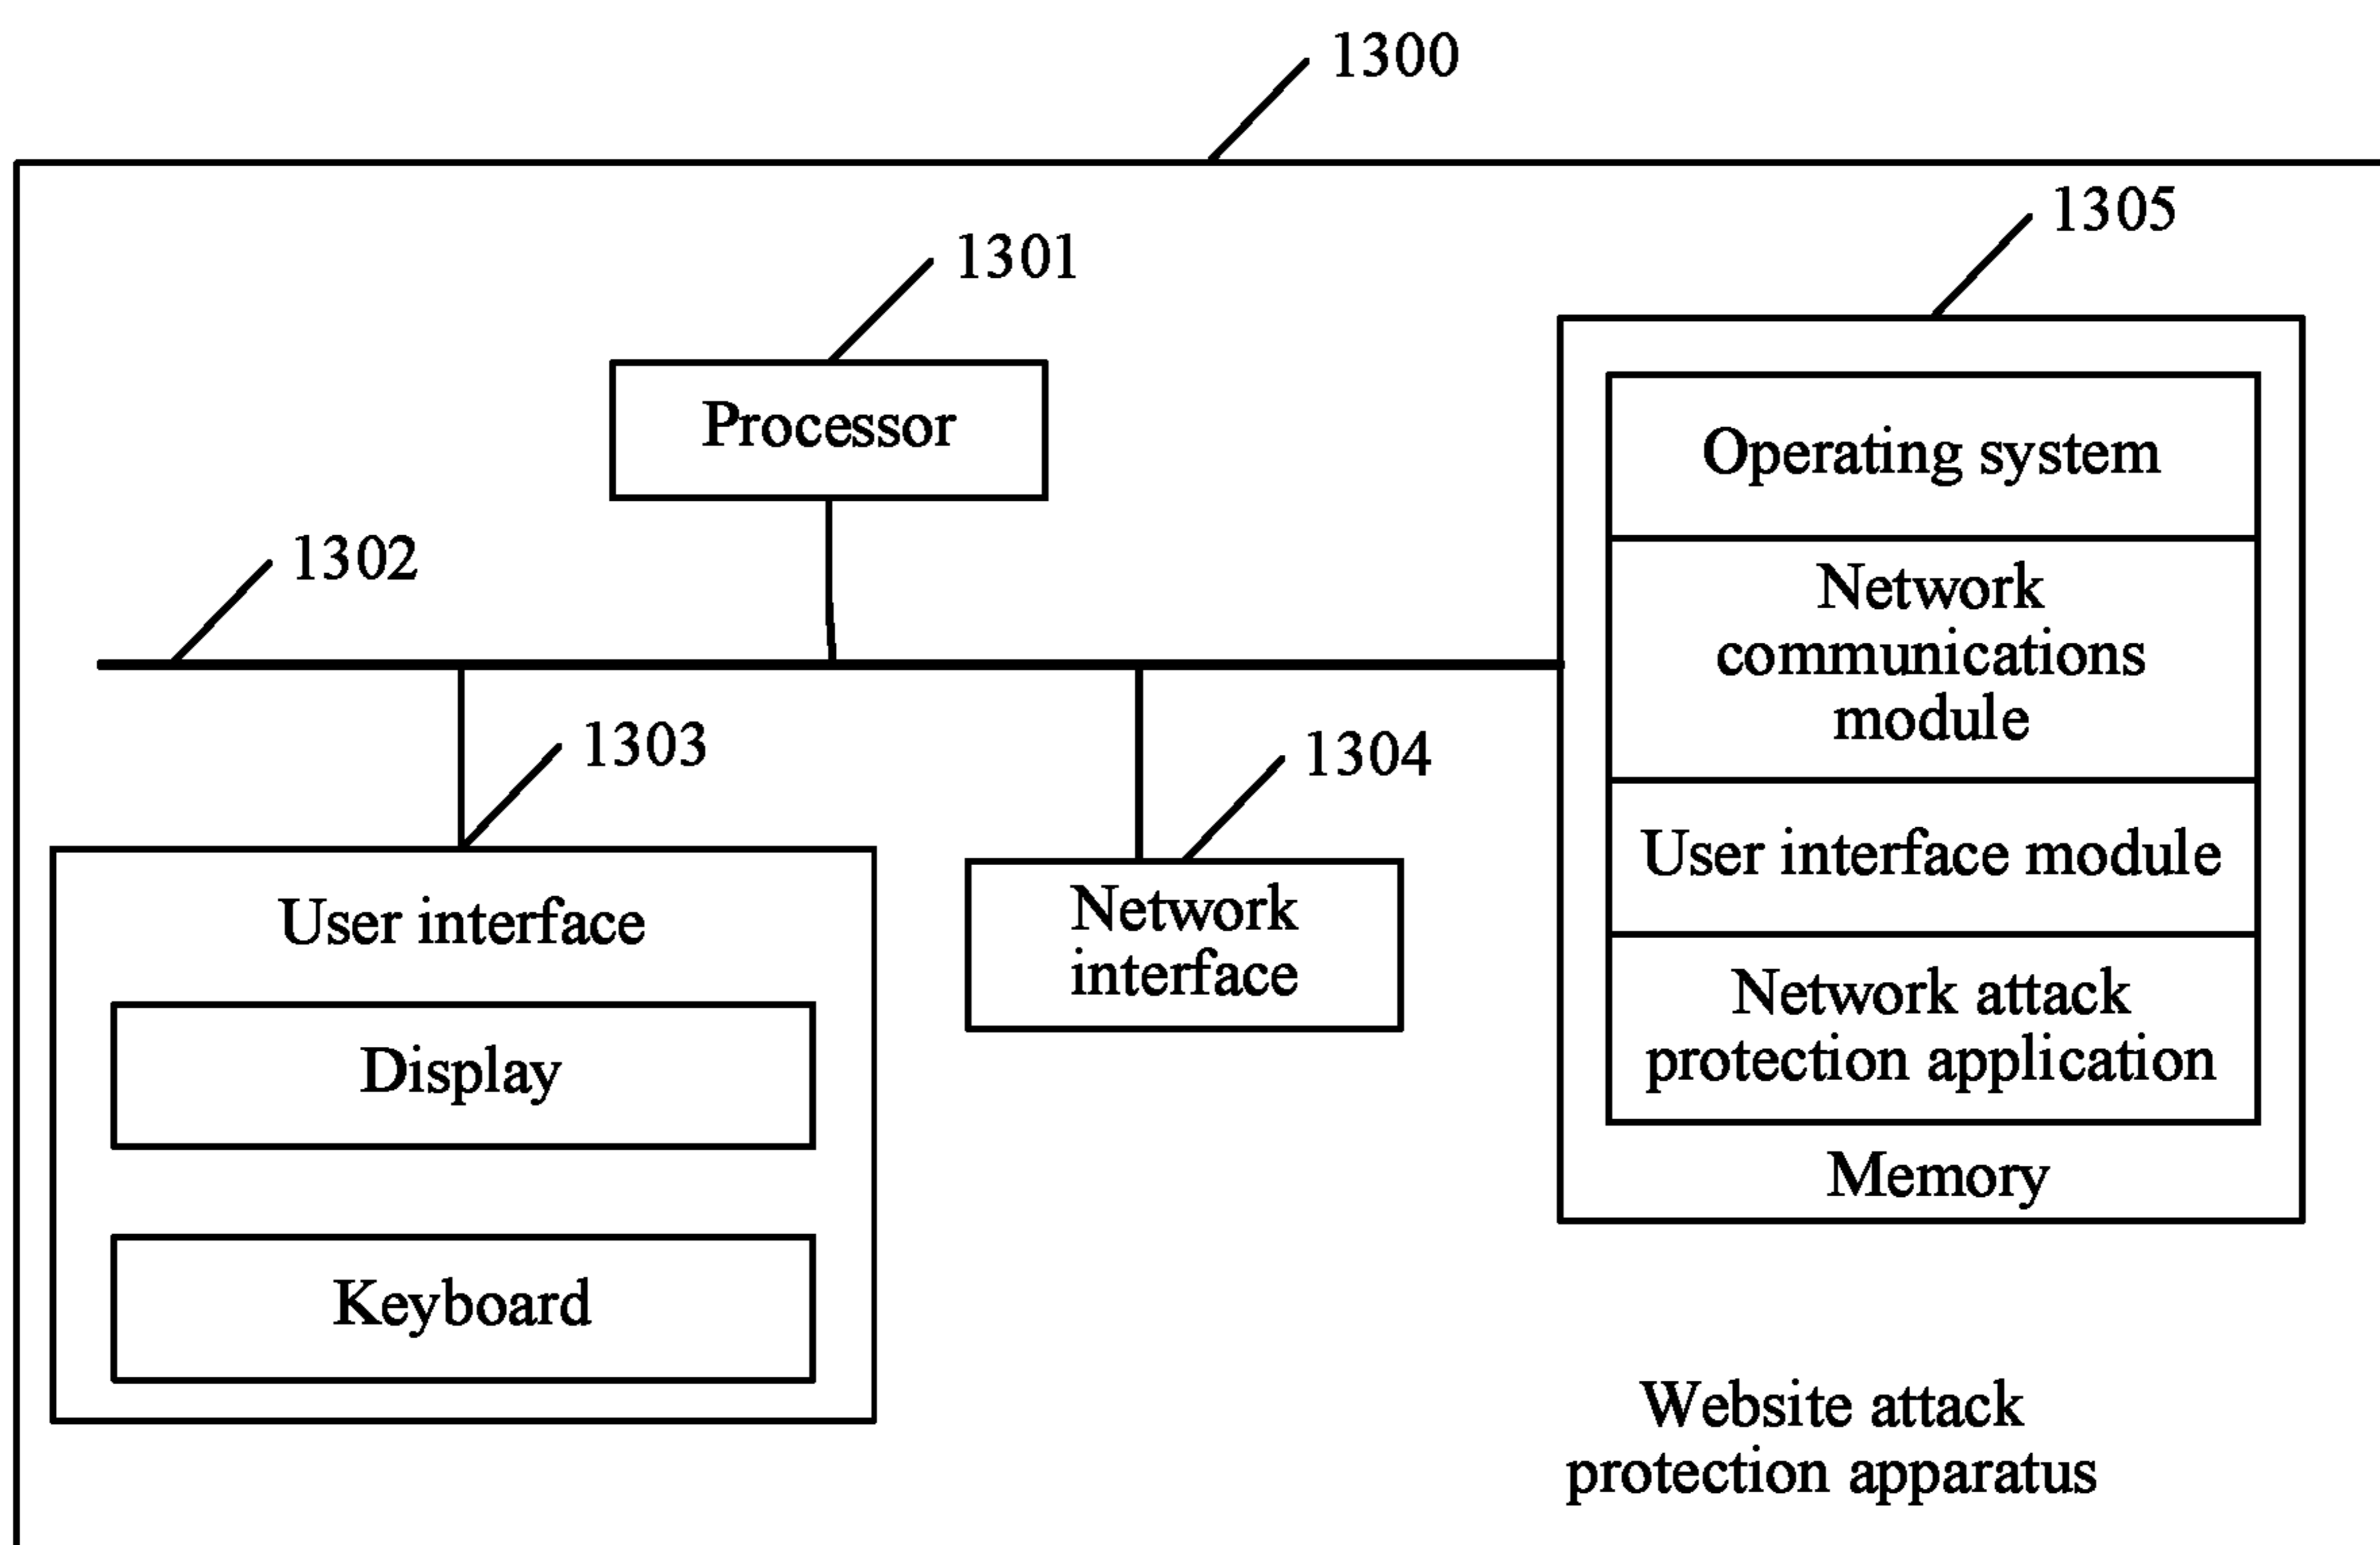 1300
1305
1301
Processor
Operating system
1302
Network
communications
module
1303
1304
User interface module
User interface
Network
interface
Network attack
protection application
Display
Memory
Keyboard
Website attack
protection apparatus